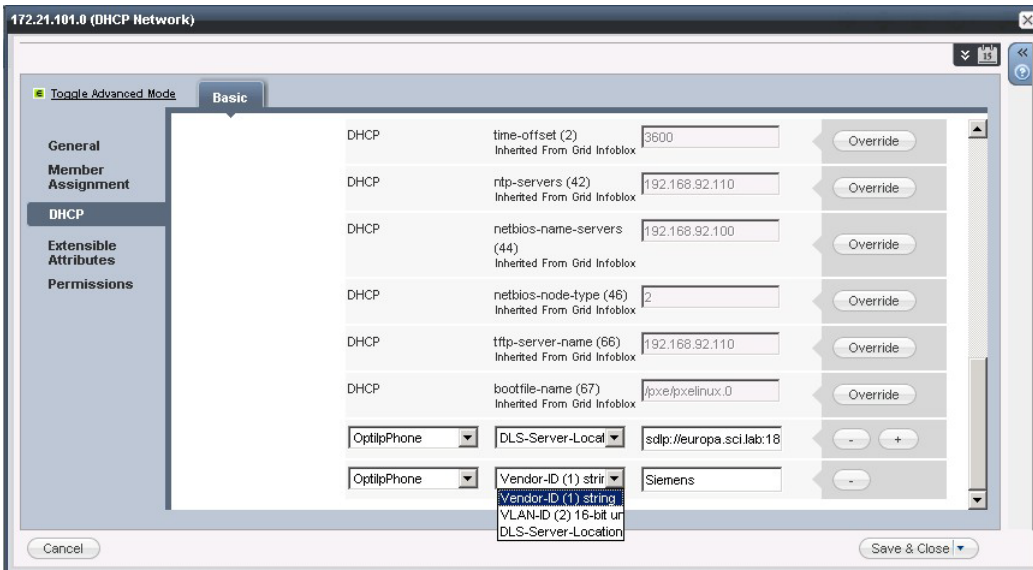 172.21.101.0 (DHCP Network)
15
Toggle Advanced Mode
Basic
General
Member
Assignment
DHCP
Extensible
Attributes
Permissions
DHCP time-offset (2) 3600 Override
Inherited From Grid Infoblox
DHCP ntp-servers (42) 192.168.92.110 Override
Inherited From Grid Infoblox
DHCP netbios-name-servers 192.168.92.100 Override
(44)
Inherited From Grid Infoblox
DHCP netbios-node-type (46) 2 Override
Inherited From Grid Infoblox
DHCP tftp-server-name (66) 192.168.92.110 Override
Inherited From Grid Infoblox
DHCP bootfile-name (67) /pxe/pxelinux.0 Override
Inherited From Grid Infoblox
OptiIpPhone DLS-Server-Locat sdlp://europa.sci.lab:18 - +
OptiIpPhone Vendor-ID (1) strir Siemens -
Vendor-ID (1) string
VLAN-ID (2) 16-bit ur
DLS-Server-Location
Cancel Save & Close